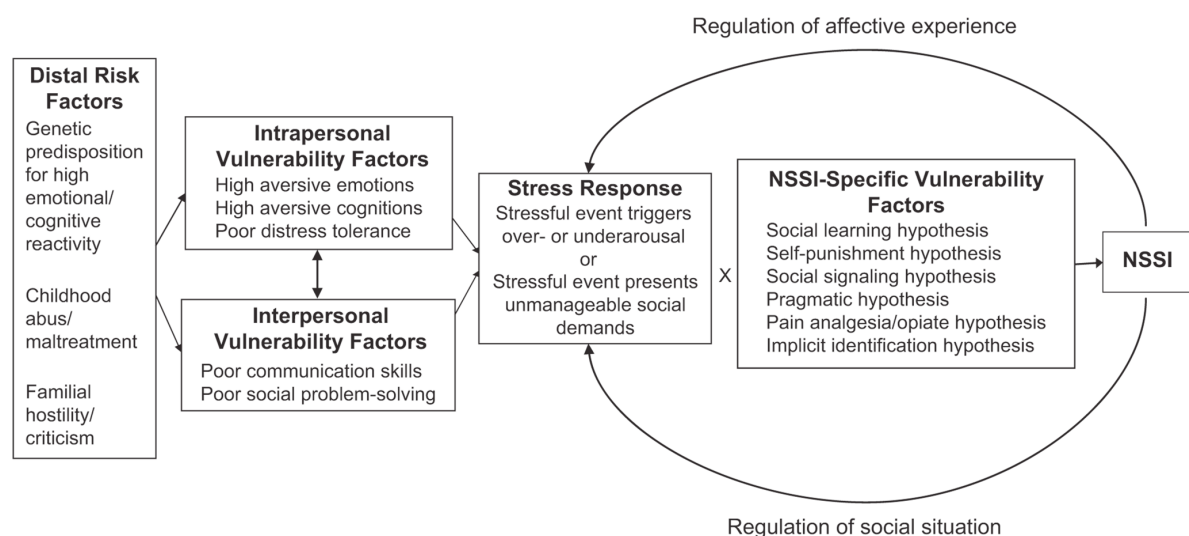 Regulation of affective experience
Distal Risk
Factors
Genetic
predisposition
for high
emotional/
cognitive
reactivity
Childhood
abus/
maltreatment
Familial
hostility/
criticism
Intrapersonal
Vulnerability Factors
High aversive emotions
High aversive cognitions
Poor distress tolerance
Interpersonal
Vulnerability Factors
Poor communication skills
Poor social problem-solving
Stress Response
Stressful event triggers
over- or underarousal
or
Stressful event presents
unmanageable social
demands
X
NSSI-Specific Vulnerability
Factors
Social learning hypothesis
Self-punishment hypothesis
Social signaling hypothesis
Pragmatic hypothesis
Pain analgesia/opiate hypothesis
Implicit identification hypothesis
NSSI
Regulation of social situation